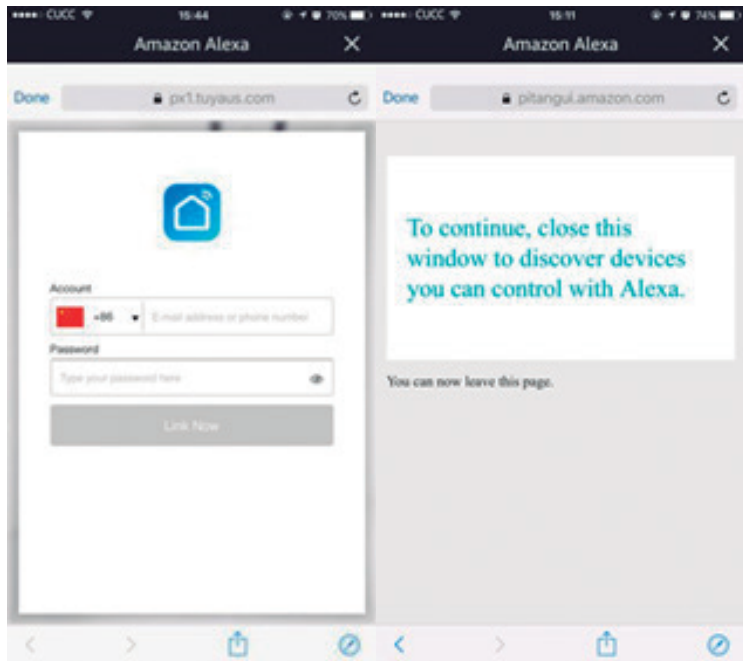 CUCC 15:44 70%
Amazon Alexa
Done px1.tuyaus.com
Account
+86 E-mail address or phone number
Password
Type your password here
Link Now
CUCC 15:11 74%
Amazon Alexa
Done pitangui.amazon.com
To continue, close this
window to discover devices
you can control with Alexa.
You can now leave this page.